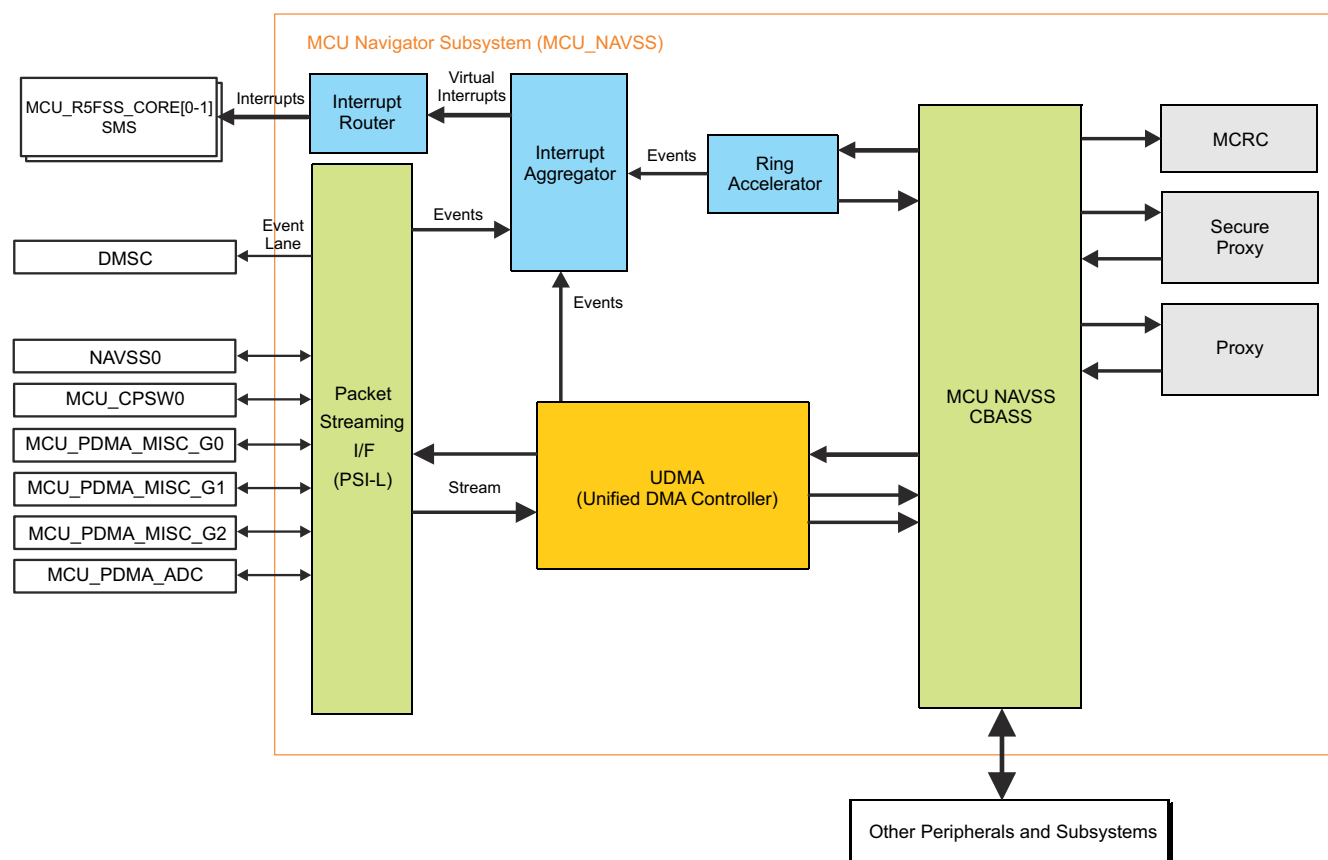 MCU Navigator Subsystem (MCU_NAVSS)
MCU_R5FSS_CORE[0-1]
SMS
Interrupts
Interrupt
Router
Virtual
Interrupts
Interrupt
Aggregator
Events
Ring
Accelerator
MCRC
Event
Lane
Events
DMSC
Secure
Proxy
Events
NAVSS0
MCU_CPSW0
MCU_PDMA_MISC_G0
MCU_PDMA_MISC_G1
MCU_PDMA_MISC_G2
MCU_PDMA_ADC
Packet
Streaming
I/F
(PSI-L)
Stream
UDMA
(Unified DMA Controller)
MCU NAVSS
CBASS
Proxy
Other Peripherals and Subsystems